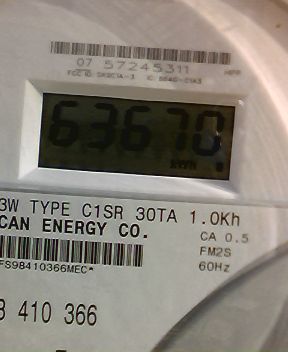 07 57245311
63670
kWh
3W TYPE C1SR 30TA 1.0Kh
CAN ENERGY CO.
CA 0.5
FM2S
60Hz
FS98410366MEC*
8 410 366